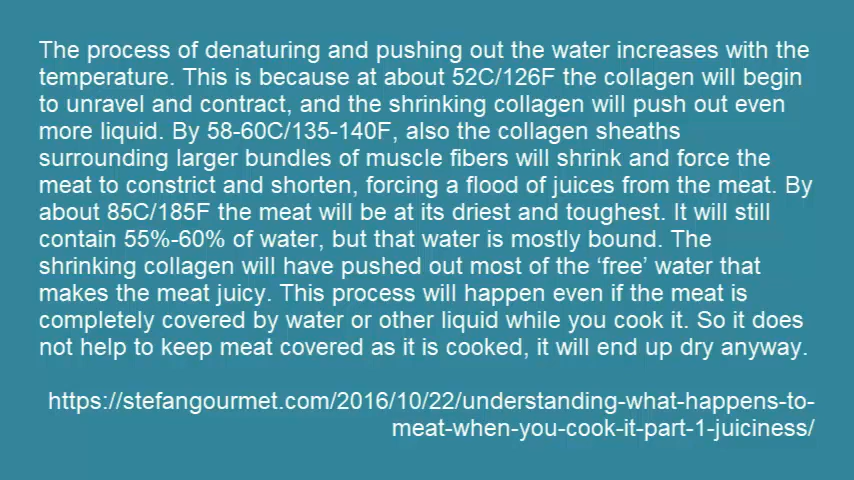 The process of denaturing and pushing out the water increases with the
temperature. This is because at about 52C/126F the collagen will begin
to unravel and contract, and the shrinking collagen will push out even
more liquid. By 58-60C/135-140F, also the collagen sheaths
surrounding larger bundles of muscle fibers will shrink and force the
meat to constrict and shorten, forcing a flood of juices from the meat. By
about 85C/185F the meat will be at its driest and toughest. It will still
contain 55%-60% of water, but that water is mostly bound. The
shrinking collagen will have pushed out most of the ‘free’ water that
makes the meat juicy. This process will happen even if the meat is
completely covered by water or other liquid while you cook it. So it does
not help to keep meat covered as it is cooked, it will end up dry anyway.
https://stefangourmet.com/2016/10/22/understanding-what-happens-to-
meat-when-you-cook-it-part-1-juiciness/